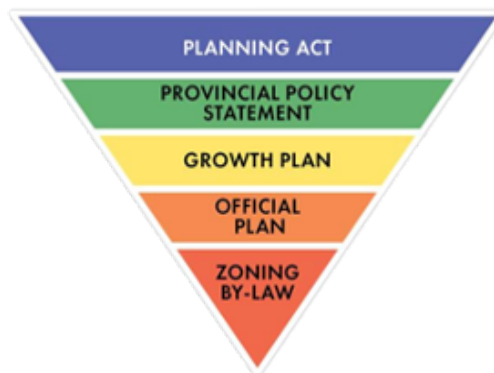 PLANNING ACT
PROVINCIAL POLICY
STATEMENT
GROWTH PLAN
OFFICIAL
PLAN
ZONING
BY-LAW